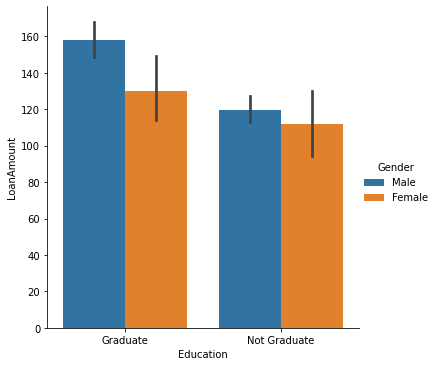 160
140
120
100
80
60
40
20
0
LoanAmount
Graduate
Not Graduate
Education
Gender
Male
Female